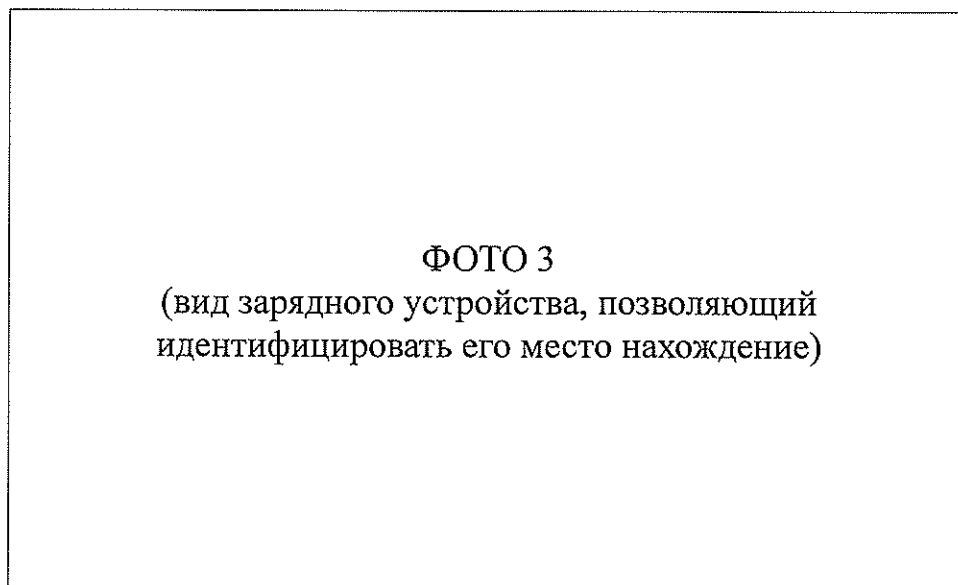 ФОТО 3
(вид зарядного устройства, позволяющий
идентифицировать его место нахождение)